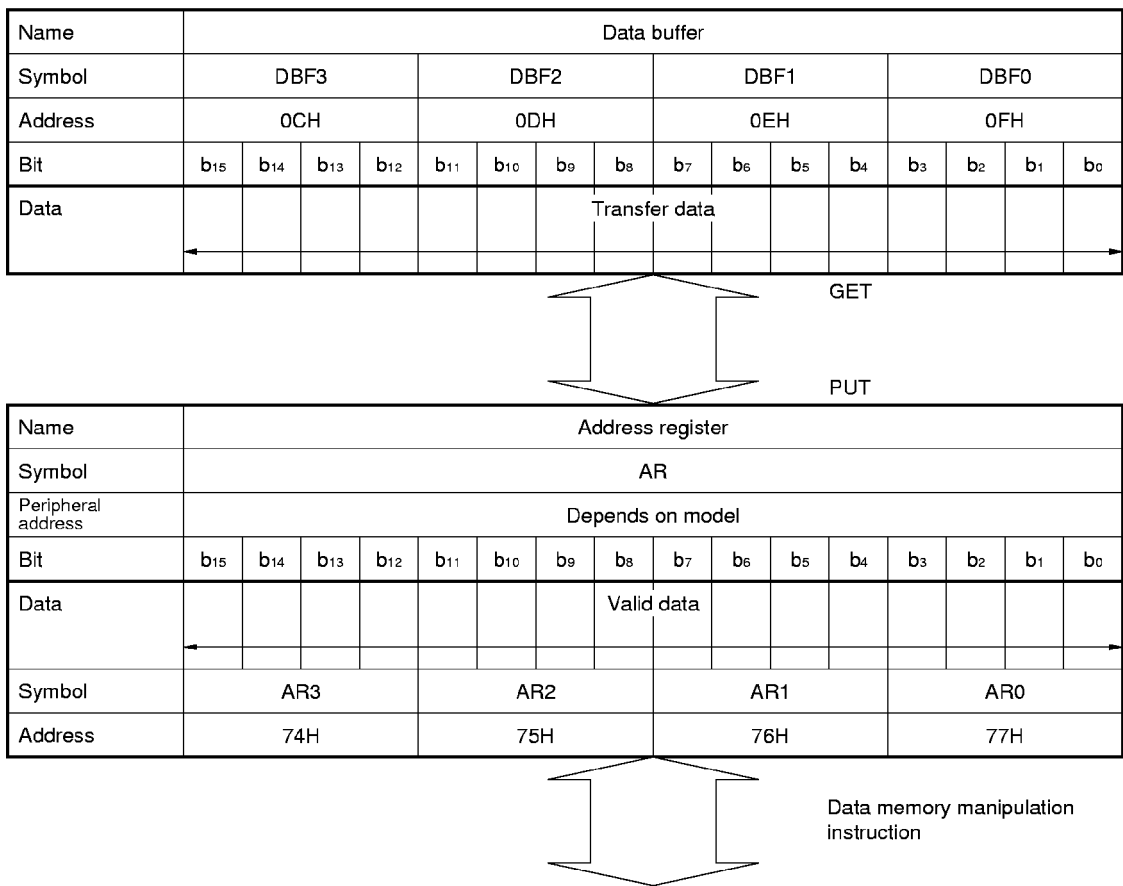 Name Data buffer
Symbol DBF3 DBF2 DBF1 DBF0
Address 0CH 0DH 0EH 0FH
Bit b15 b14 b13 b12 b11 b10 b9 b8 b7 b6 b5 b4 b3 b2 b1 b0
Data Transfer data
GET
PUT
Name Address register
Symbol AR
Peripheral
address Depends on model
Bit b15 b14 b13 b12 b11 b10 b9 b8 b7 b6 b5 b4 b3 b2 b1 b0
Data Valid data
Symbol AR3 AR2 AR1 AR0
Address 74H 75H 76H 77H
Data memory manipulation
instruction